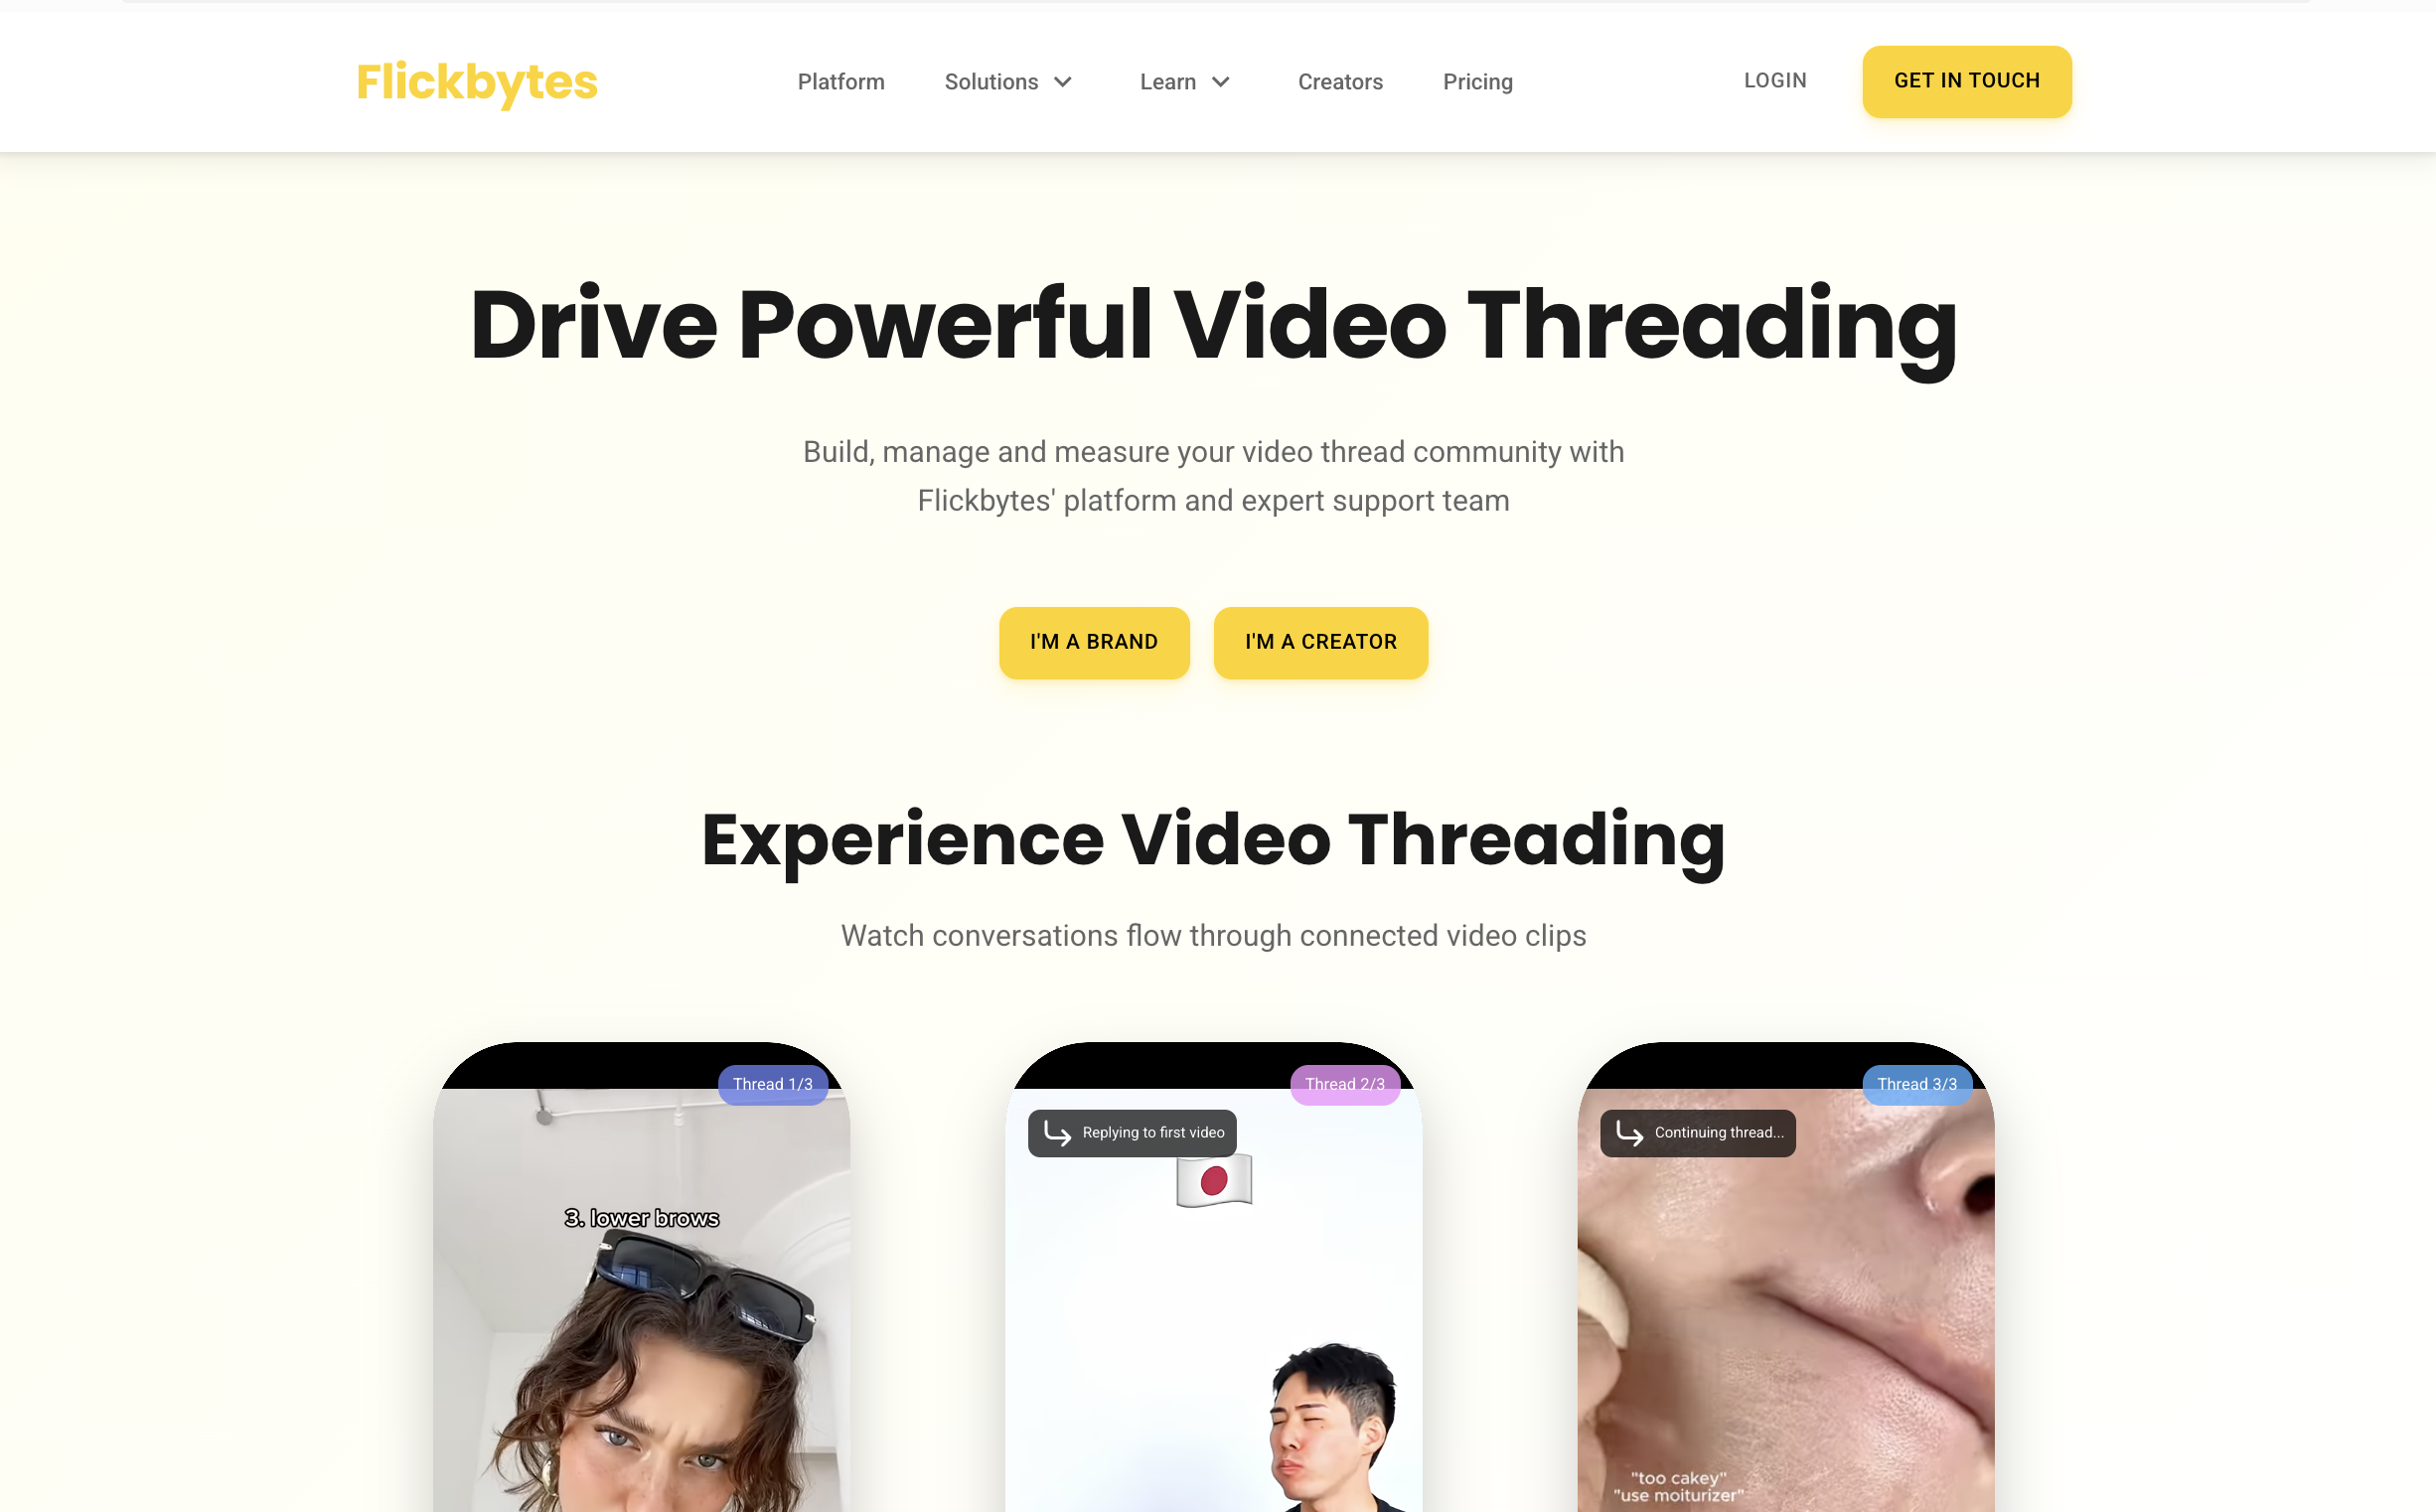 Flickbytes
Platform
Solutions
Learn
Creators
Pricing
LOGIN
GET IN TOUCH
Drive Powerful Video Threading
Build, manage and measure your video thread community with
Flickbytes' platform and expert support team
I'M A BRAND
I'M A CREATOR
Experience Video Threading
Watch conversations flow through connected video clips
Thread 1/3
3. lower brows
Thread 2/3
Replying to first video
Thread 3/3
Continuing thread...
"too cakey"
"use moiturizer"